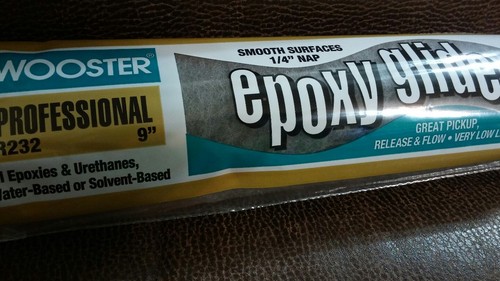 WOOSTER
PROFESSIONAL
R232 9"
Epoxies & Urethanes,
Water-Based or Solvent-Based
SMOOTH SURFACES
1/4" NAP
epoxy glide
GREAT PICKUP,
RELEASE & FLOW • VERY LOW L